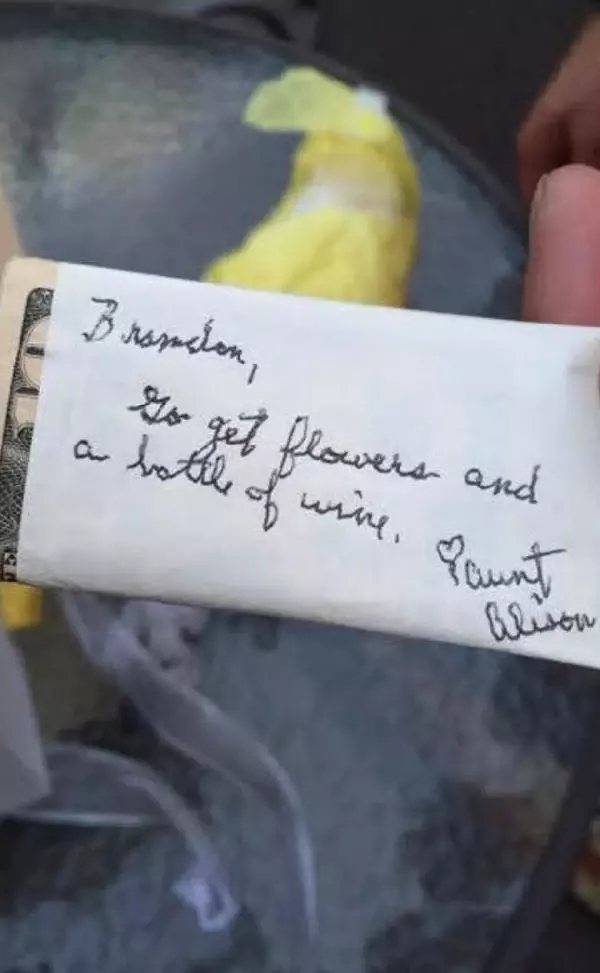 Brandon,
Go get flowers and
a bottle of wine.
♡ aunt
Alison